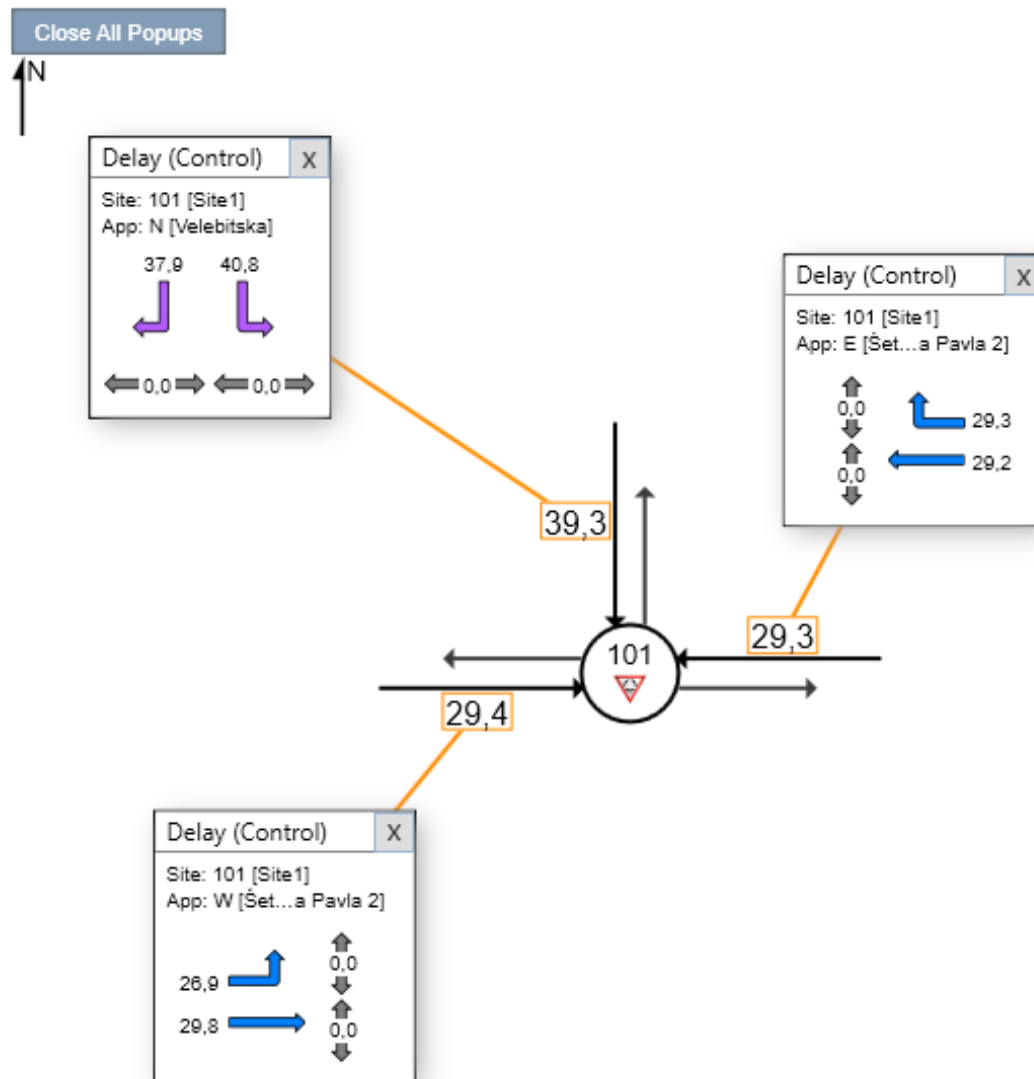 Close All Popups
N
Delay (Control) X
Site: 101 [Site1]
App: N [Velebitska]
37,9 40,8
0,0 0,0
Delay (Control) X
Site: 101 [Site1]
App: E [Šet...a Pavla 2]
0,0
29,3
0,0
29,2
39,3
29,3
101
29,4
Delay (Control) X
Site: 101 [Site1]
App: W [Šet...a Pavla 2]
26,9 0,0
29,8 0,0